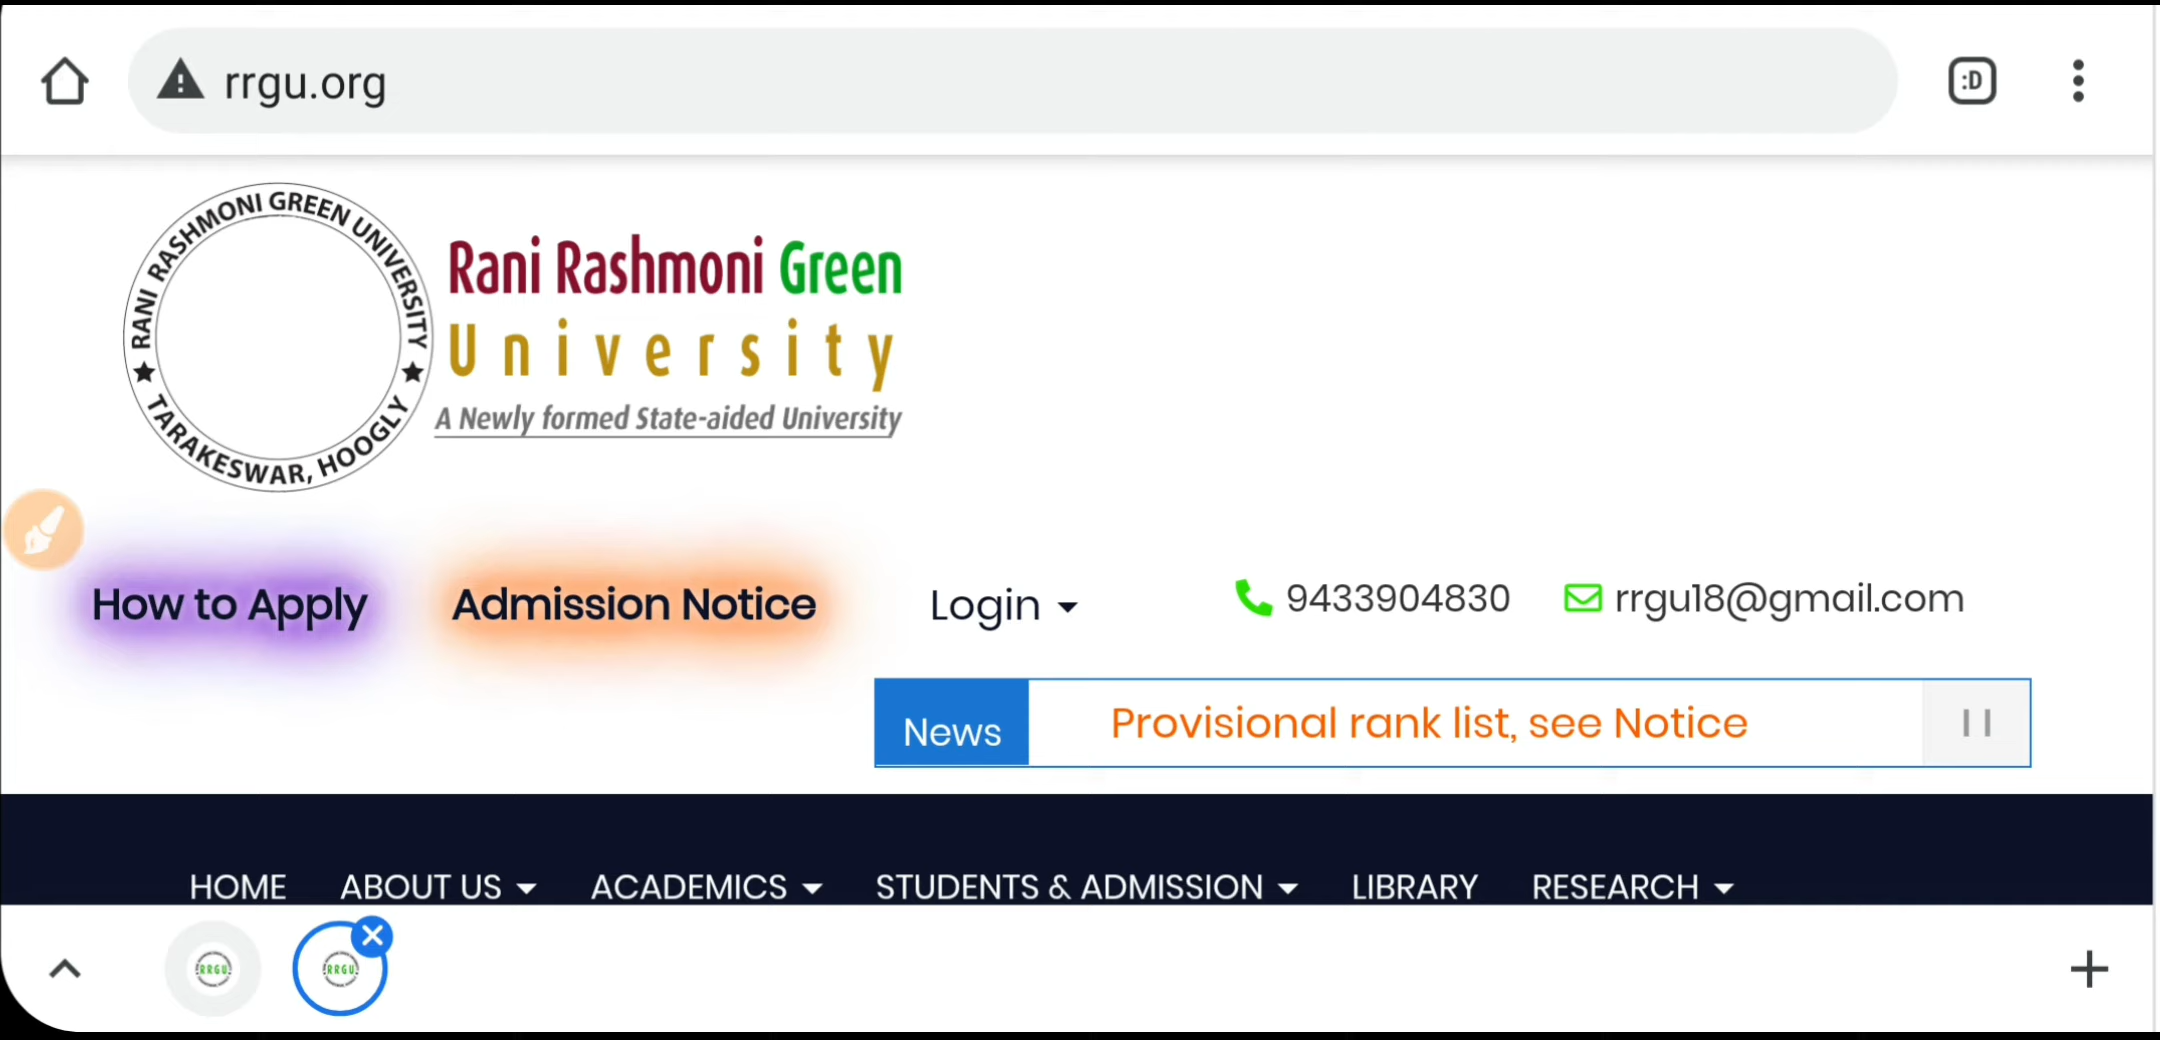 rrgu.org
:D
RANI RASHMONI GREEN UNIVERSITY
TARAKESWAR, HOOGLY
Rani Rashmoni Green
University
A Newly formed State-aided University
How to Apply
Admission Notice
Login
9433904830
rrgu18@gmail.com
News
Provisional rank list, see Notice
HOME
ABOUT US
ACADEMICS
STUDENTS & ADMISSION
LIBRARY
RESEARCH
RRGU
RRGU